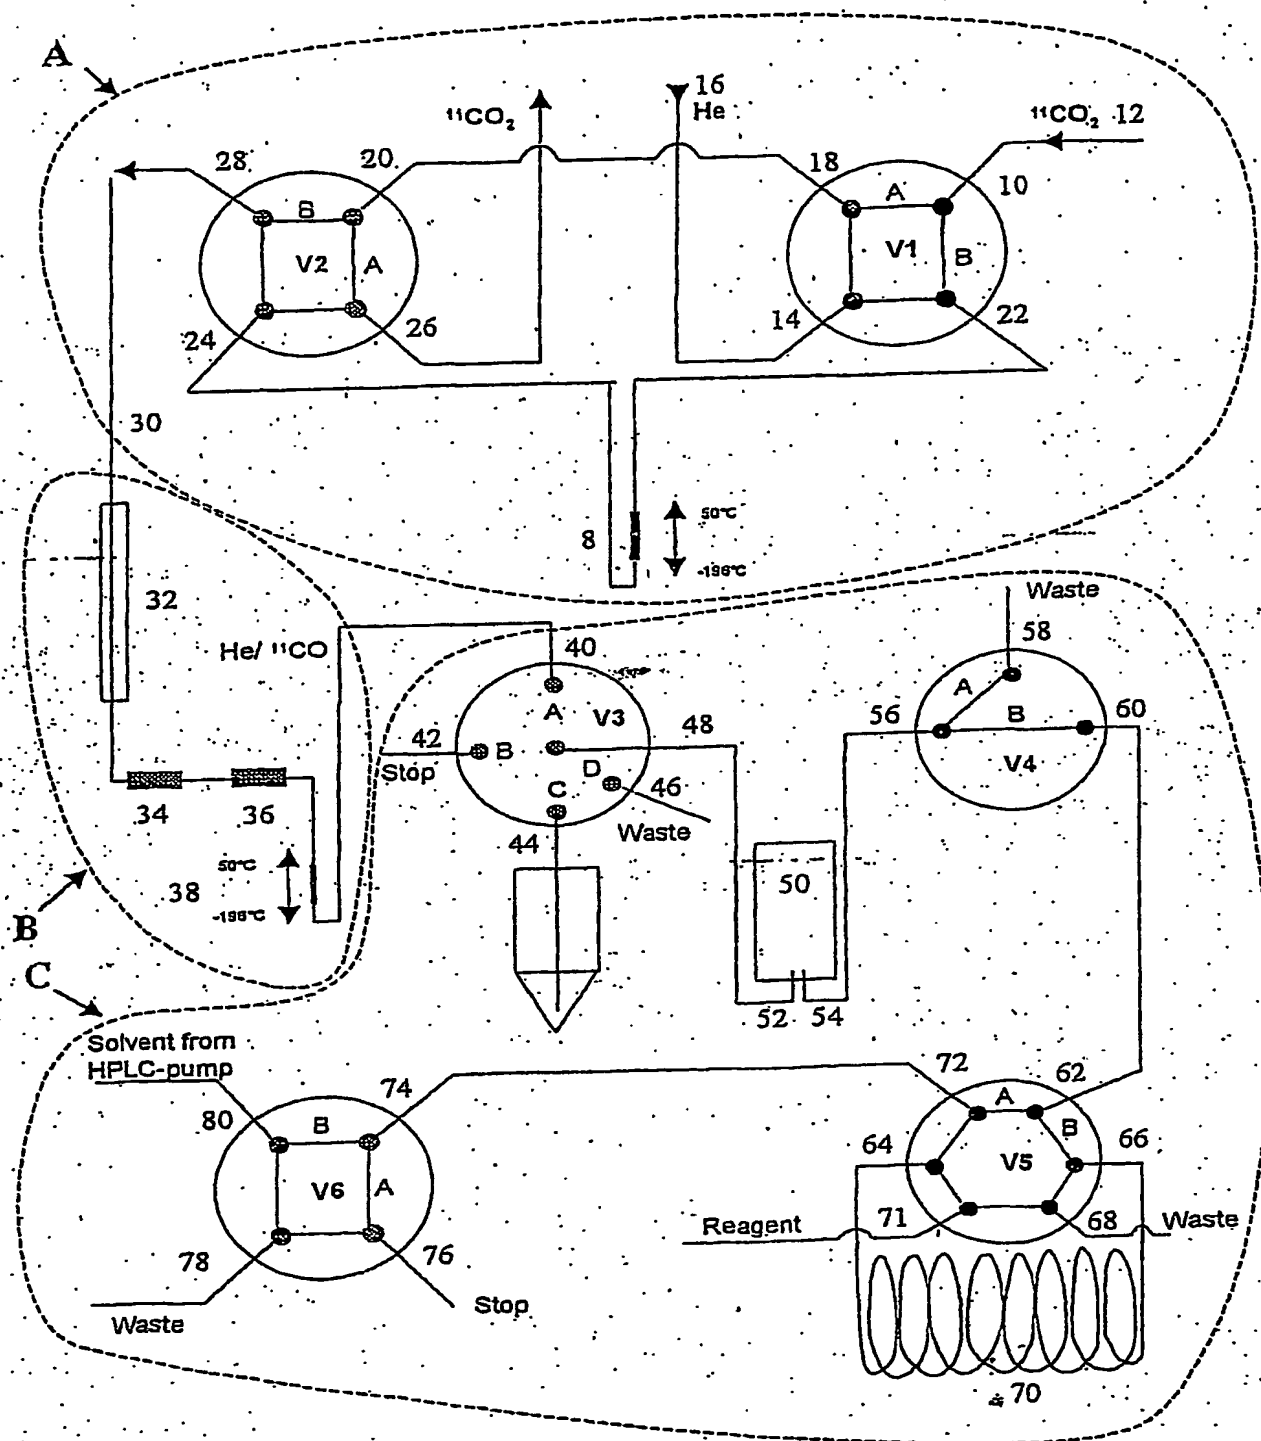 A
16
He
¹¹CO₂
¹¹CO₂ 12
28
20
18
10
B
V2
A
A
V1
B
24
26
14
22
30
8
50°C
-196°C
32
Waste
58
He/ ¹¹CO
40
A
V3
42
B
48
Stop
D
C
46
Waste
44
56
A
B
60
V4
34
36
38
50°C
-196°C
50
B
C
52
54
Solvent from
HPLC-pump
80
74
72
62
B
A
B
V6
A
64
V5
66
Reagent
71
68
Waste
78
76
Waste
Stop
70